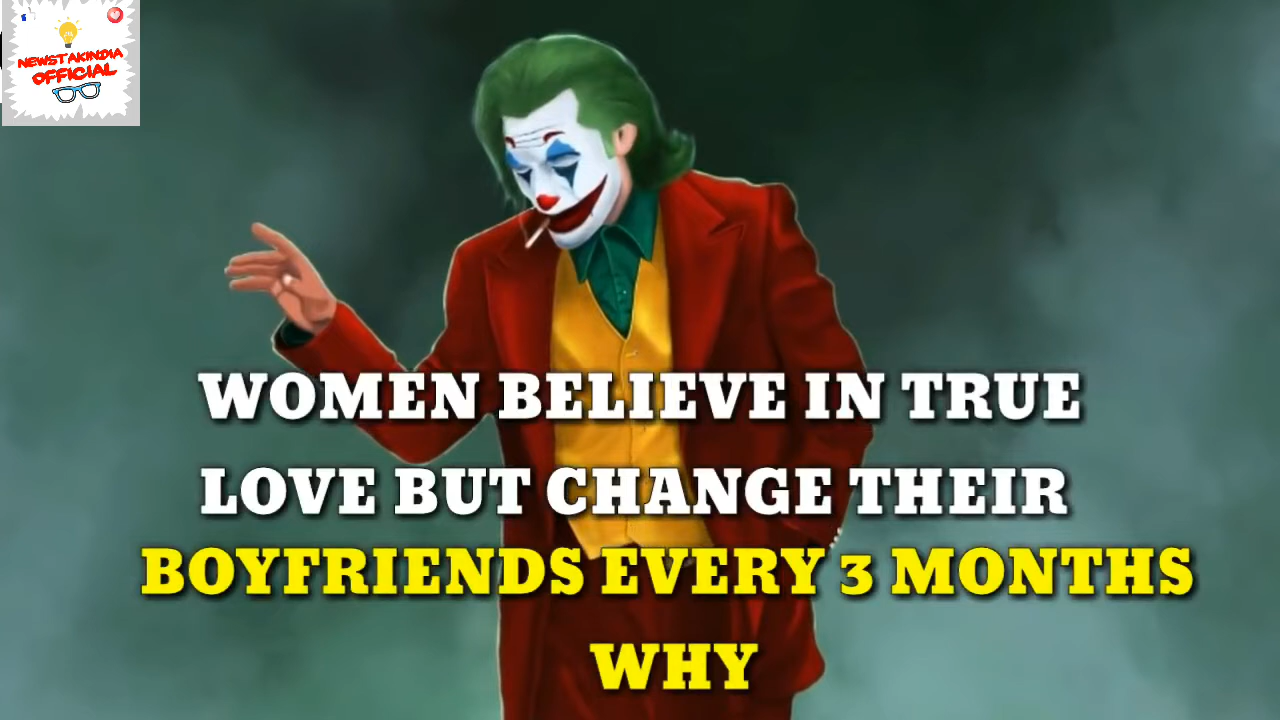 NEWSTAKINDIA
OFFICIAL
WOMEN BELIEVE IN TRUE
LOVE BUT CHANGE THEIR
BOYFRIENDS EVERY 3 MONTHS
WHY